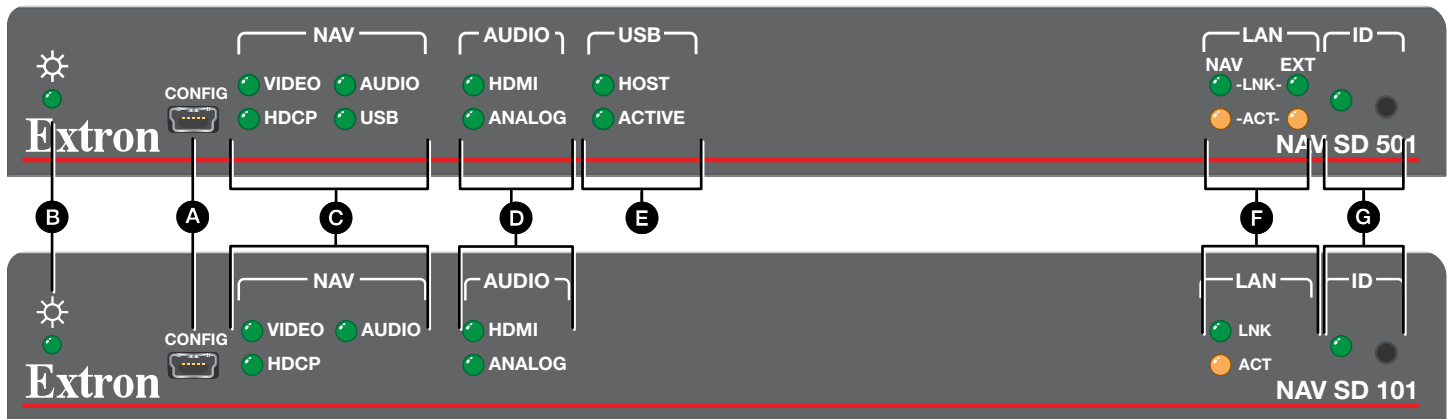 NAV AUDIO USB LAN ID
NAV EXT
VIDEO AUDIO HDMI HOST -LNK-
CONFIG
HDCP USB ANALOG ACTIVE -ACT-
Extron
NAV SD 501
B A C D E F G
NAV AUDIO LAN ID
VIDEO AUDIO HDMI LNK
CONFIG
HDCP ANALOG ACT
Extron
NAV SD 101